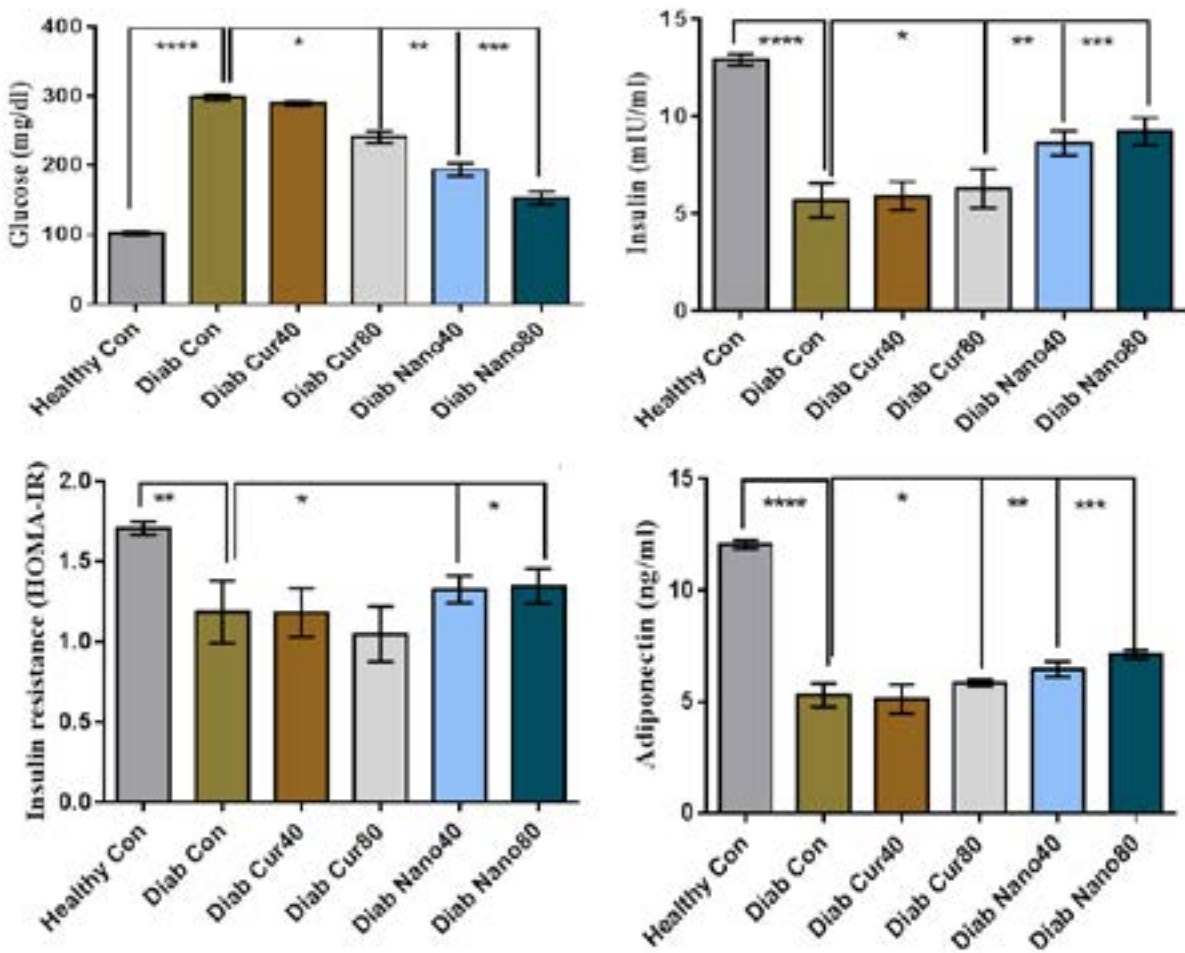 Glucose (mg/dl)
400
300
200
100
0
****
*
**
***
Healthy Con
Diab Con
Diab Cur40
Diab Cur80
Diab Nano40
Diab Nano80
Insulin (mIU/ml)
15
10
5
0
****
*
**
***
Healthy Con
Diab Con
Diab Cur40
Diab Cur80
Diab Nano40
Diab Nano80
Insulin resistance (HOMA-IR)
2.0
1.5
1.0
0.5
0.0
**
*
*
Healthy Con
Diab Con
Diab Cur40
Diab Cur80
Diab Nano40
Diab Nano80
Adiponectin (ng/ml)
15
10
5
0
****
*
**
***
Healthy Con
Diab Con
Diab Cur40
Diab Cur80
Diab Nano40
Diab Nano80